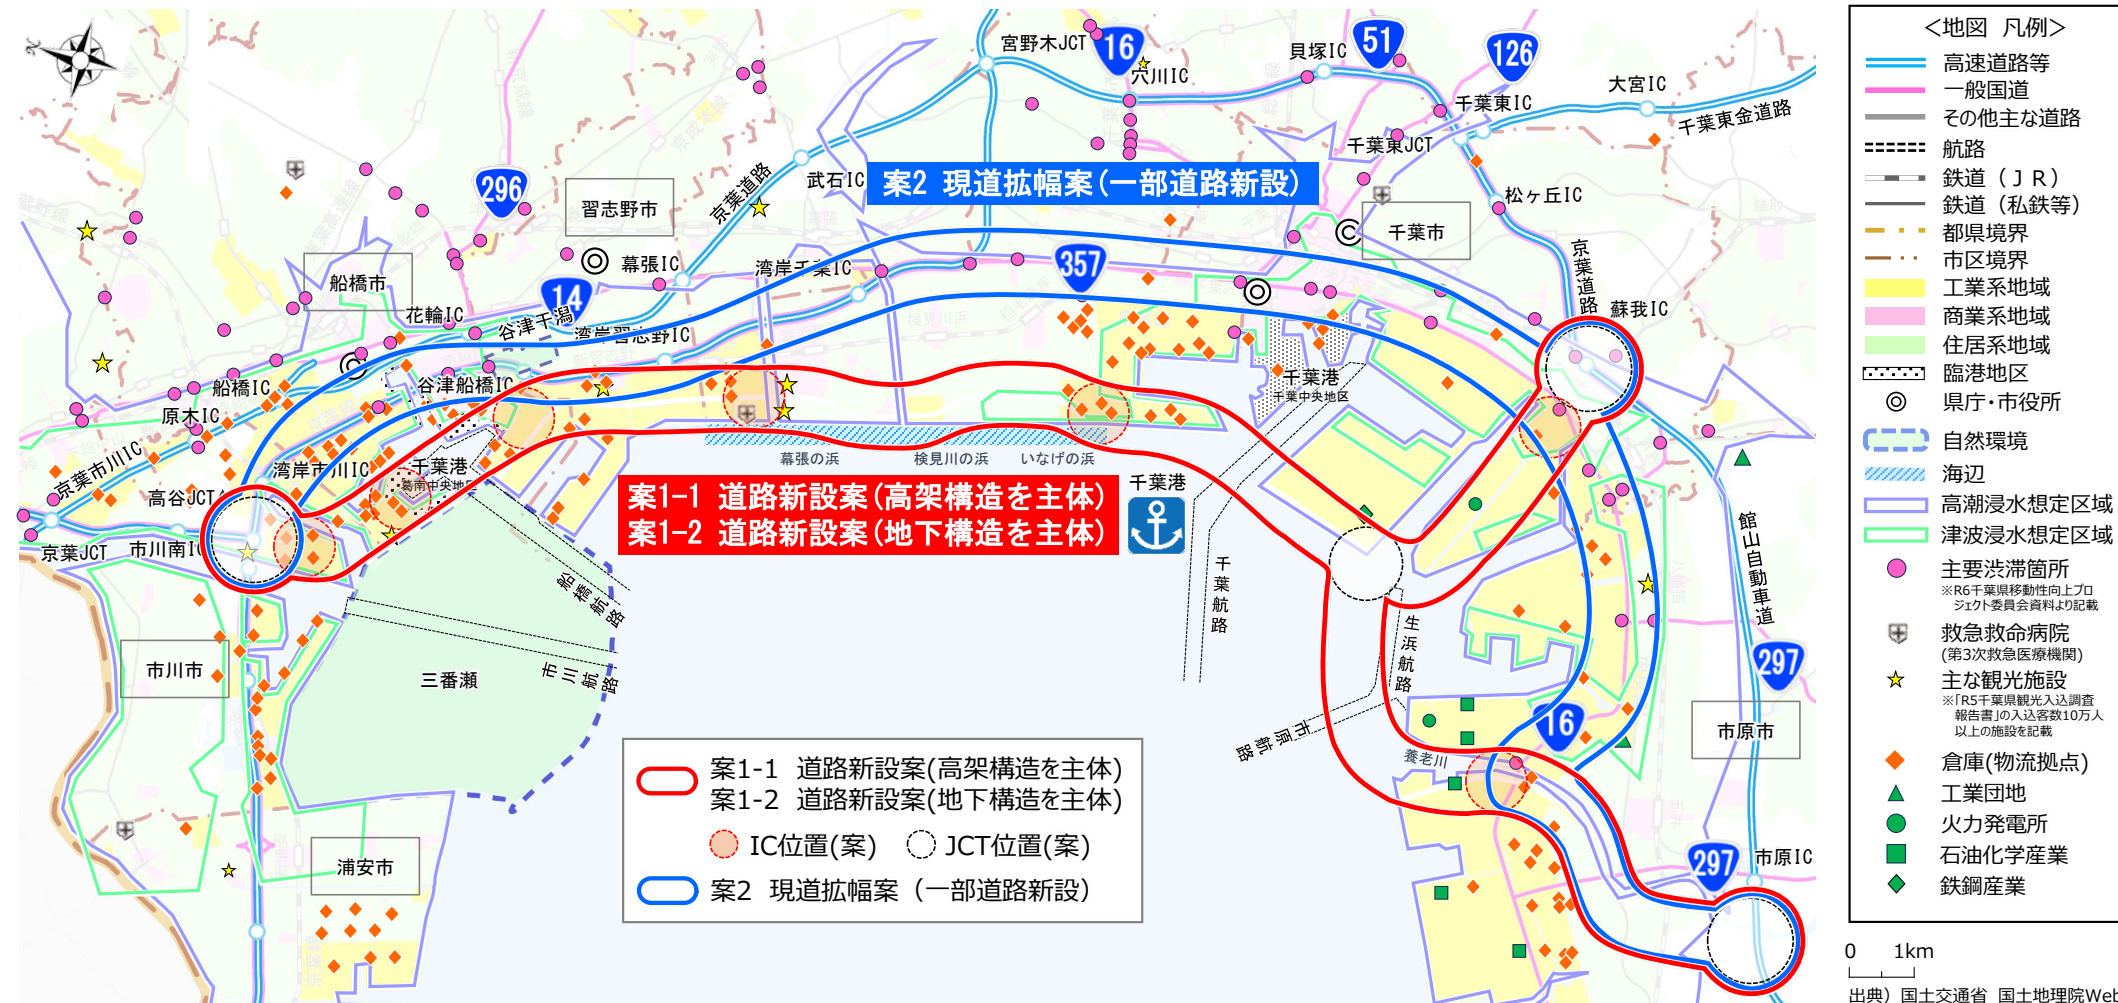 宮野木JCT
16
穴川IC
貝塚IC
51
126
大宮IC
千葉東IC
千葉東金道路
千葉東JCT
武石IC
案2 現道拡幅案(一部道路新設)
296
習志野市
京葉道路
松ヶ丘IC
千葉市
船橋市
幕張IC
湾岸千葉IC
357
京葉道路
14
花輪IC
谷津干潟
湾岸習志野IC
検見川浜
蘇我IC
船橋IC
谷津船橋IC
原木IC
千葉港
千葉中央地区
京葉市川IC
湾岸市川IC
千葉港
葛南中央地区
幕張の浜
検見川の浜
いなげの浜
高谷JCT
案1-1 道路新設案(高架構造を主体)
案1-2 道路新設案(地下構造を主体)
千葉港
京葉JCT
市川南IC
館山自動車道
船橋航路
千葉航路
市川市
三番瀬
市川航路
生浜航路
297
市原航路
16
市原市
養老川
浦安市
297
市原IC
案1-1 道路新設案(高架構造を主体)
案1-2 道路新設案(地下構造を主体)
IC位置(案) JCT位置(案)
案2 現道拡幅案（一部道路新設）
＜地図 凡例＞
高速道路等
一般国道
その他主な道路
航路
鉄道（ＪＲ）
鉄道（私鉄等）
都県境界
市区境界
工業系地域
商業系地域
住居系地域
臨港地区
県庁・市役所
自然環境
海辺
高潮浸水想定区域
津波浸水想定区域
主要渋滞箇所
※R6千葉県移動性向上プロ
ジェクト委員会資料より記載
救急救命病院
(第3次救急医療機関)
主な観光施設
※「R5千葉県観光入込調査
報告書」の入込客数10万人
以上の施設を記載
倉庫(物流拠点)
工業団地
火力発電所
石油化学産業
鉄鋼産業
0 1km
出典）国土交通省 国土地理院Web